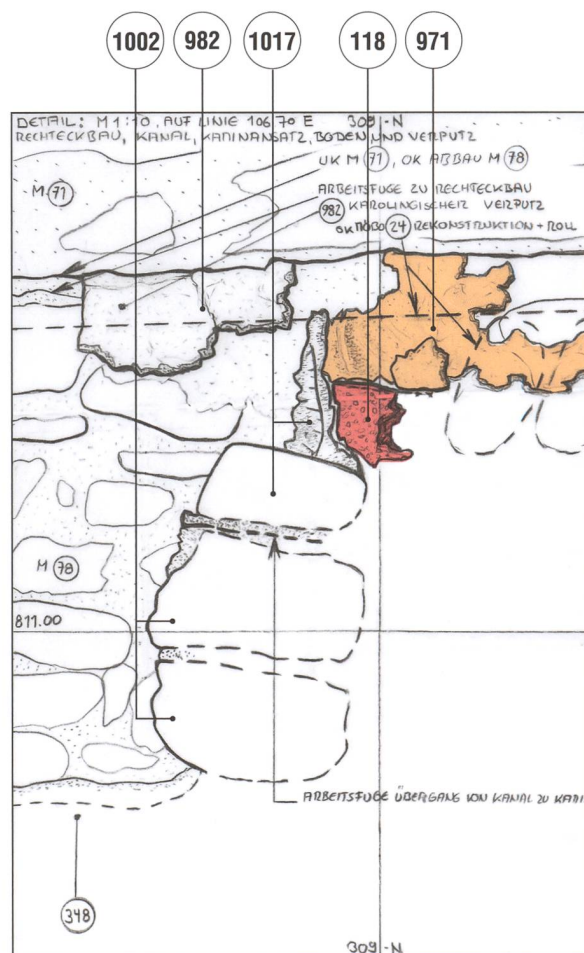 1002 982 1017 118 971
DETAIL: M 1:10, AUF LINIE 106 70 E 309 -N
RECHTECKBAU, KANAL, KAMINANSATZ, BODEN UND VERPUTZ
UK M 71, OK ABBAU M 78
M 71
ARBEITSFUGE ZU RECHTECKBAU
982 KAROLINGISCHER VERPUTZ
OK MÖBO 24 REKONSTRUKTION + ROLL
M 78
811.00
ARBEITSFUGE ÜBERGANG VON KANAL ZU KAMI
348
309 -N